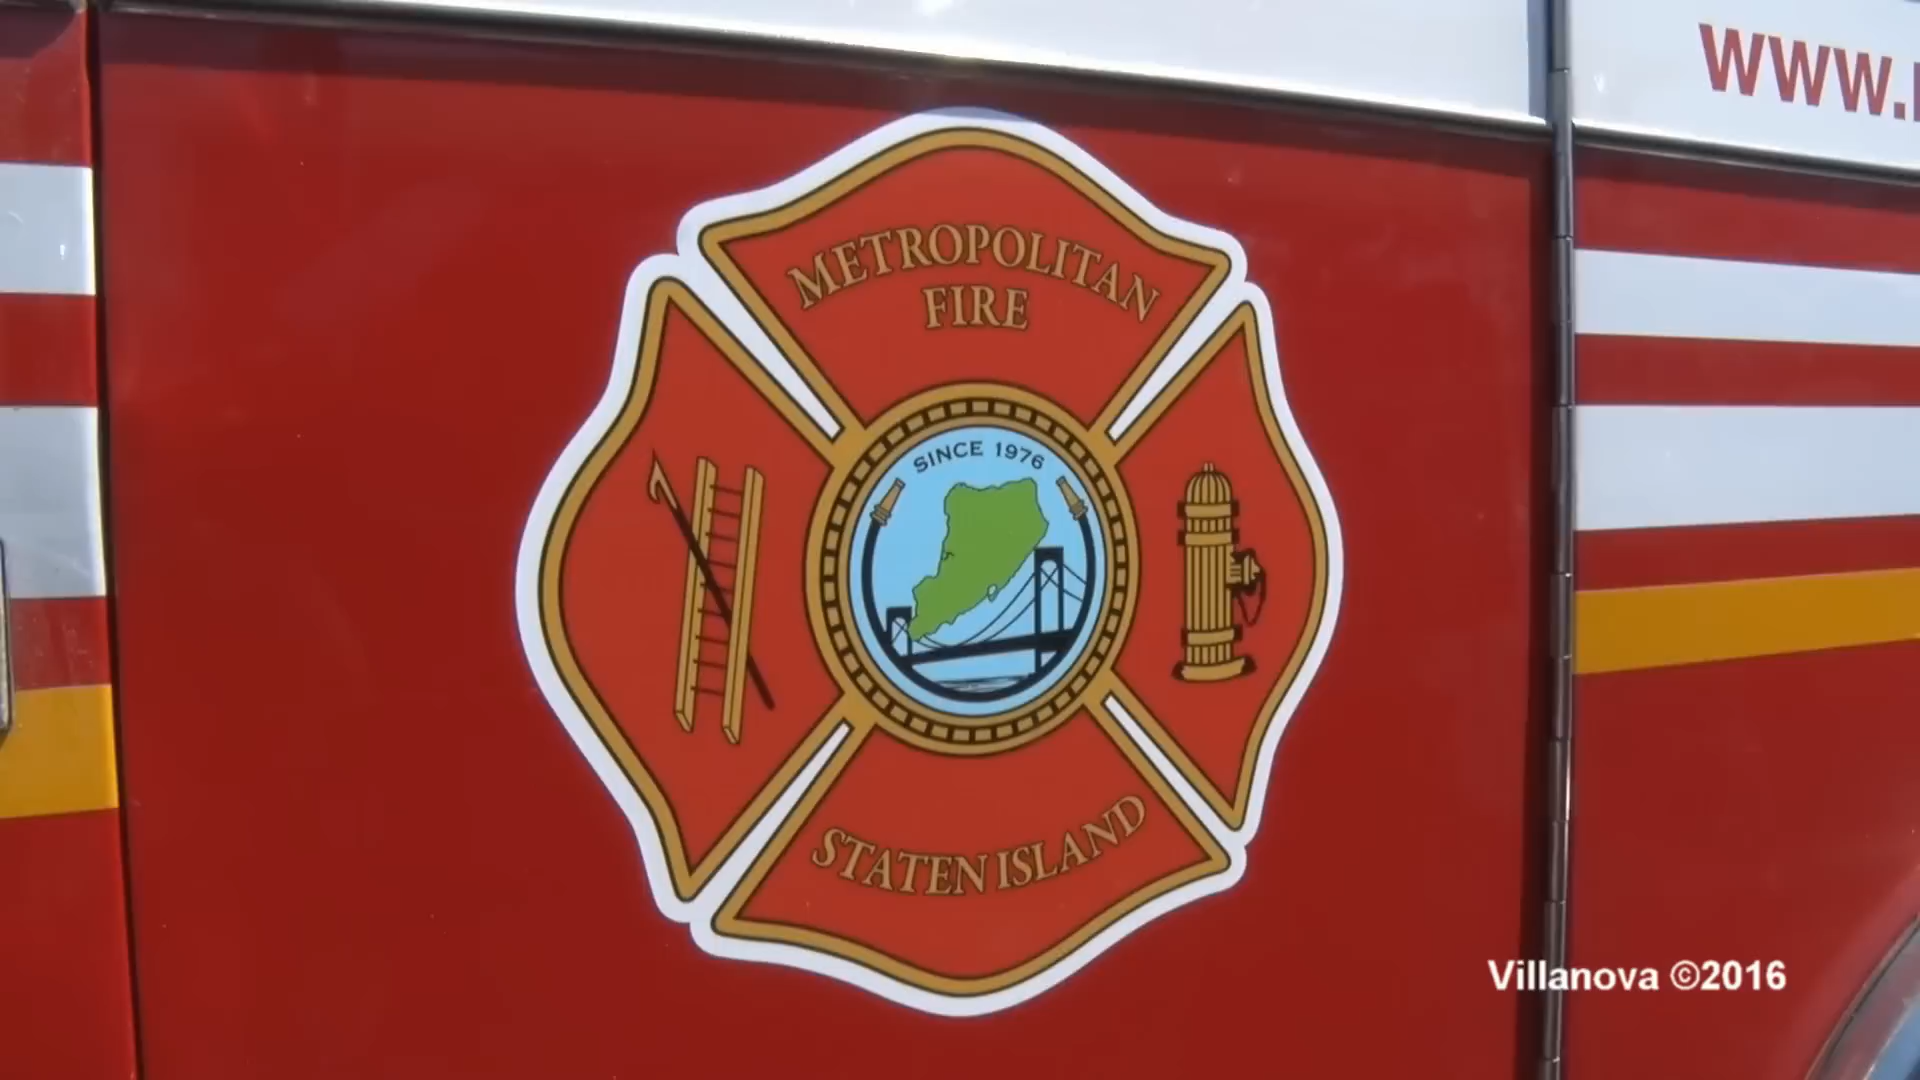 WWW.
METROPOLITAN
FIRE
SINCE 1976
STATEN ISLAND
Villanova ©2016